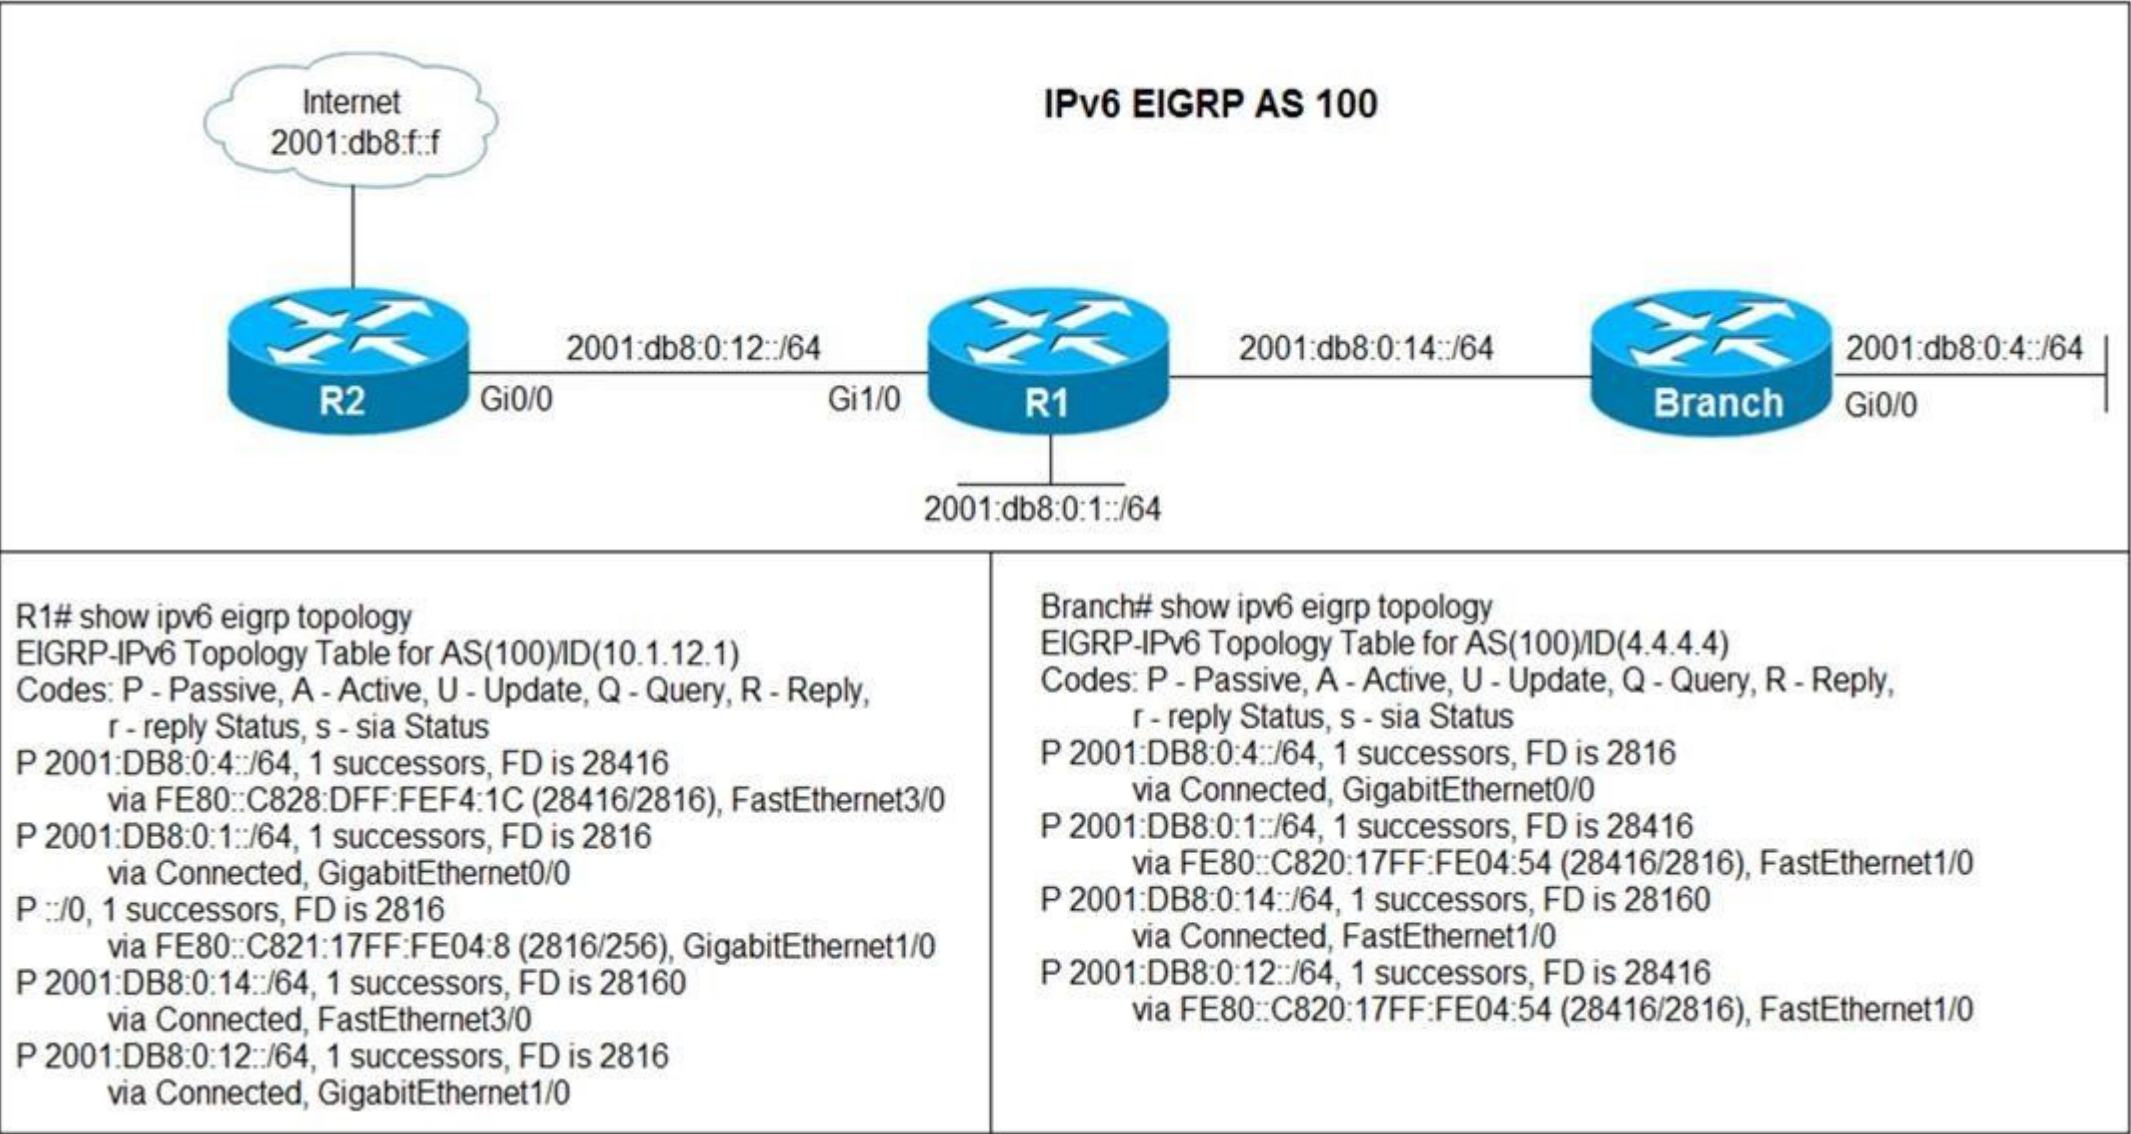 Internet
2001:db8:f::f
IPv6 EIGRP AS 100
2001:db8:0:12::/64
2001:db8:0:14::/64
2001:db8:0:4::/64
R2
Gi0/0
Gi1/0
R1
Branch
Gi0/0
2001:db8:0:1::/64
R1# show ipv6 eigrp topology
EIGRP-IPv6 Topology Table for AS(100)/ID(10.1.12.1)
Codes: P - Passive, A - Active, U - Update, Q - Query, R - Reply,
r - reply Status, s - sia Status
P 2001:DB8:0:4::/64, 1 successors, FD is 28416
via FE80::C828:DFF:FEF4:1C (28416/2816), FastEthernet3/0
P 2001:DB8:0:1::/64, 1 successors, FD is 2816
via Connected, GigabitEthernet0/0
P ::/0, 1 successors, FD is 2816
via FE80::C821:17FF:FE04:8 (2816/256), GigabitEthernet1/0
P 2001:DB8:0:14::/64, 1 successors, FD is 28160
via Connected, FastEthernet3/0
P 2001:DB8:0:12::/64, 1 successors, FD is 2816
via Connected, GigabitEthernet1/0
Branch# show ipv6 eigrp topology
EIGRP-IPv6 Topology Table for AS(100)/ID(4.4.4.4)
Codes: P - Passive, A - Active, U - Update, Q - Query, R - Reply,
r - reply Status, s - sia Status
P 2001:DB8:0:4::/64, 1 successors, FD is 2816
via Connected, GigabitEthernet0/0
P 2001:DB8:0:1::/64, 1 successors, FD is 28416
via FE80::C820:17FF:FE04:54 (28416/2816), FastEthernet1/0
P 2001:DB8:0:14::/64, 1 successors, FD is 28160
via Connected, FastEthernet1/0
P 2001:DB8:0:12::/64, 1 successors, FD is 28416
via FE80::C820:17FF:FE04:54 (28416/2816), FastEthernet1/0